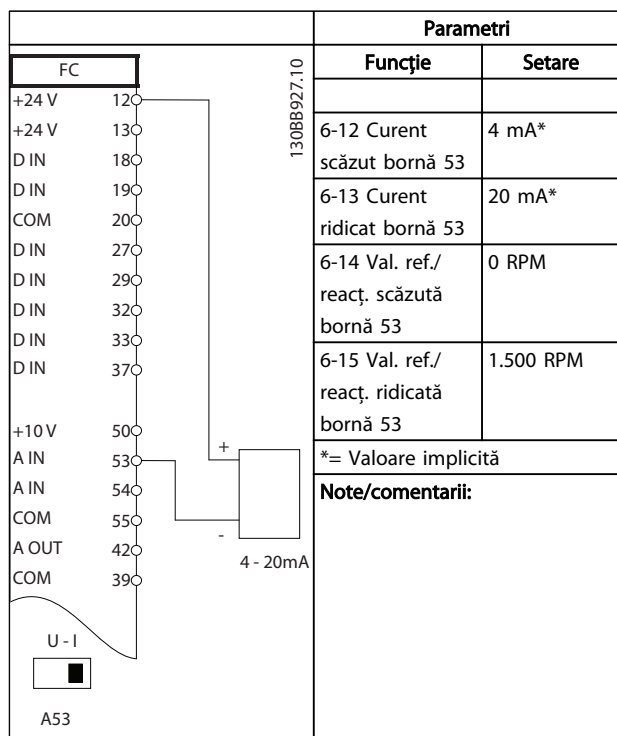 Parametri
Funcție Setare
6-12 Curent 4 mA*
scăzut bornă 53
6-13 Curent 20 mA*
ridicat bornă 53
6-14 Val. ref./ 0 RPM
reacț. scăzută
bornă 53
6-15 Val. ref./ 1.500 RPM
reacț. ridicată
bornă 53
*= Valoare implicită
Note/comentarii:
FC
130BB927.10
+24 V 12
+24 V 13
D IN 18
D IN 19
COM 20
D IN 27
D IN 29
D IN 32
D IN 33
D IN 37
+10 V 50
A IN 53
A IN 54
COM 55
A OUT 42
COM 39
+
-
4 - 20mA
U - I
A53